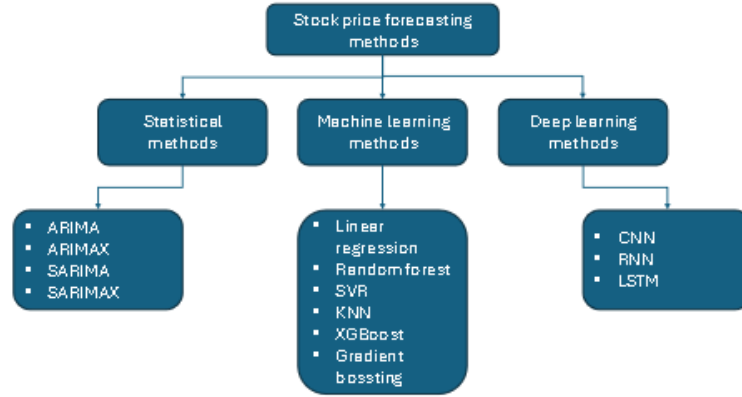 Stock price forecasting
methods
Statistical
methods
Machine learning
methods
Deep learning
methods
▪ ARIMA
▪ ARIMAX
▪ SARIMA
▪ SARIMAX
▪ Linear
regression
▪ Random forest
▪ SVR
▪ KNN
▪ XGBoost
▪ Gradient
bossting
▪ CNN
▪ RNN
▪ LSTM